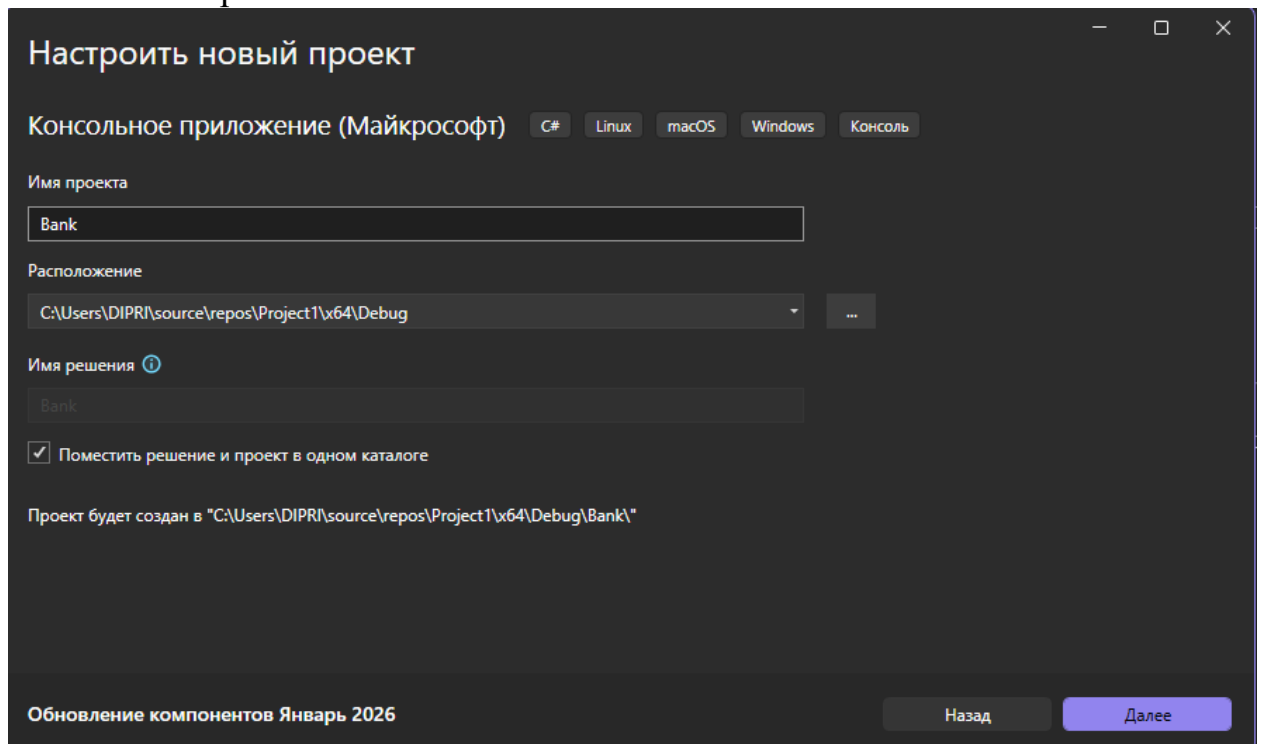 Настроить новый проект
Консольное приложение (Майкрософт) C# Linux macOS Windows Консоль
Имя проекта
Bank
Расположение
C:\Users\DIPRI\source\repos\Project1\x64\Debug ...
Имя решения
Bank
Поместить решение и проект в одном каталоге
Проект будет создан в "C:\Users\DIPRI\source\repos\Project1\x64\Debug\Bank\"
Обновление компонентов Январь 2026 Назад Далее